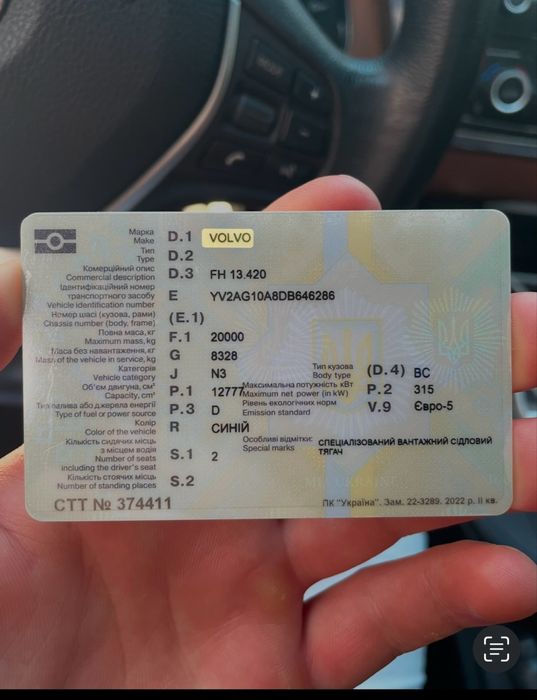 Марка
Make D.1 VOLVO
Тип
Type D.2
Комерційний опис
Commercial description D.3 FH 13.420
Ідентифікаційний номер
транспортного засобу
Vehicle identification number E YV2AG10A8DB646286
Номер шасі (кузова, рами)
Chassis number (body, frame) (E.1)
Повна маса, кг
Maximum mass, kg F.1 20000
Маса без навантаження, кг
Mass of the vehicle in service, kg G 8328
Категорія
Vehicle category J N3
Тип кузова
Body type (D.4) BC
Об'єм двигуна, см³
Capacity, cm³ P.1 12777
Максимальна потужність кВт
Maximum net power (in kW) P.2 315
Тип палива або джерела енергії
Type of fuel or power source P.3 D
Рівень екологічних норм
Emission standard V.9 Євро-5
Колір
Color of the vehicle R СИНІЙ
Кількість сидячих місць
з місцем водія
Number of seats
including the driver's seat S.1 2
Особливі відмітки:
Special marks СПЕЦІАЛІЗОВАНИЙ ВАНТАЖНИЙ СІДЛОВИЙ
ТЯГАЧ
Кількість стоячих місць
Number of standing places S.2
СТТ № 374411
ПК "Україна". Зам. 22-3289. 2022 р. II кв.